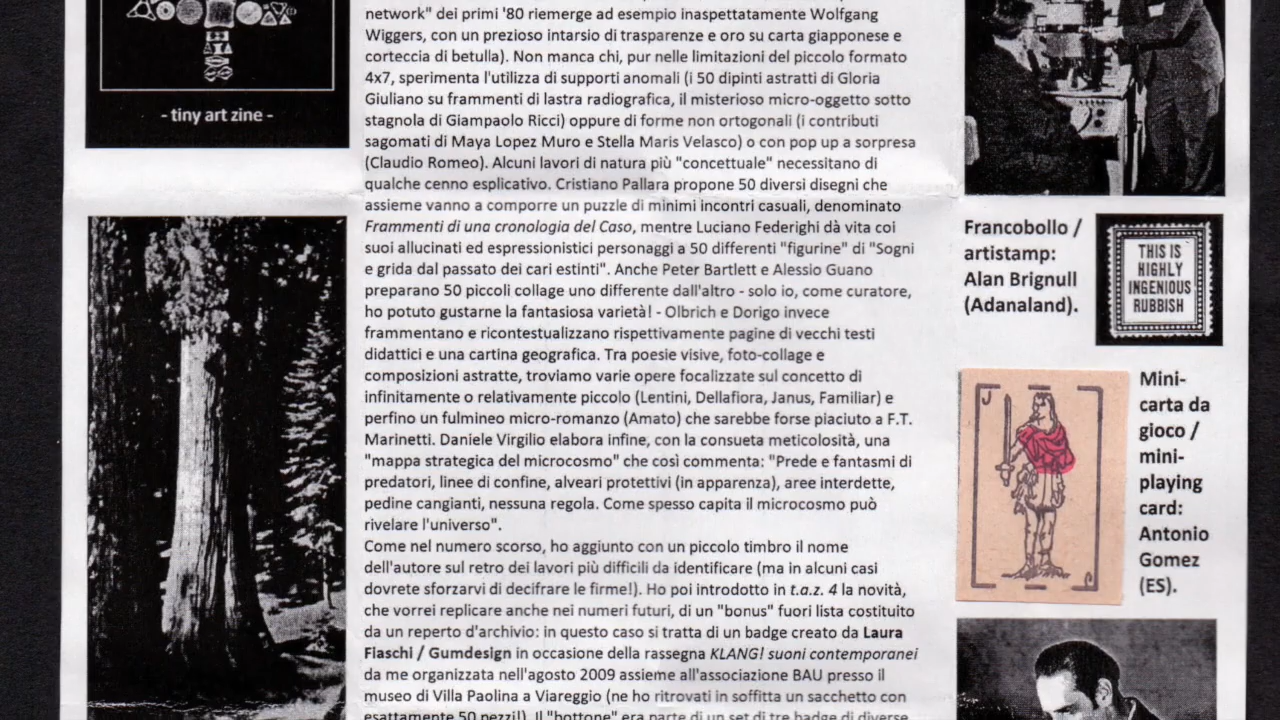 - tiny art zine -
network" dei primi '80 riemerge ad esempio inaspettatamente Wolfgang
Wiggers, con un prezioso intarsio di trasparenze e oro su carta giapponese e
corteccia di betulla). Non manca chi, pur nelle limitazioni del piccolo formato
4x7, sperimenta l'utilizza di supporti anomali (i 50 dipinti astratti di Gloria
Giuliano su frammenti di lastra radiografica, il misterioso micro-oggetto sotto
stagnola di Giampaolo Ricci) oppure di forme non ortogonali (i contributi
sagomati di Maya Lopez Muro e Stella Maris Velasco) o con pop up a sorpresa
(Claudio Romeo). Alcuni lavori di natura più "concettuale" necessitano di
qualche cenno esplicativo. Cristiano Pallara propone 50 diversi disegni che
assieme vanno a comporre un puzzle di minimi incontri casuali, denominato
Frammenti di una cronologia del Caso, mentre Luciano Federighi dà vita coi
suoi allucinati ed espressionistici personaggi a 50 differenti "figurine" di "Sogni
e grida dal passato dei cari estinti". Anche Peter Bartlett e Alessio Guano
preparano 50 piccoli collage uno differente dall'altro - solo io, come curatore,
ho potuto gustarne la fantasiosa varietà! - Olbrich e Dorigo invece
frammentano e ricontestualizzano rispettivamente pagine di vecchi testi
didattici e una cartina geografica. Tra poesie visive, foto-collage e
composizioni astratte, troviamo varie opere focalizzate sul concetto di
infinitamente o relativamente piccolo (Lentini, Dellafiora, Janus, Familiar) e
perfino un fulmineo micro-romanzo (Amato) che sarebbe forse piaciuto a F.T.
Marinetti. Daniele Virgilio elabora infine, con la consueta meticolosità, una
"mappa strategica del microcosmo" che così commenta: "Prede e fantasmi di
predatori, linee di confine, alveari protettivi (in apparenza), aree interdette,
pedine cangianti, nessuna regola. Come spesso capita il microcosmo può
rivelare l'universo".
Come nel numero scorso, ho aggiunto con un piccolo timbro il nome
dell'autore sul retro dei lavori più difficili da identificare (ma in alcuni casi
dovrete sforzarvi di decifrare le firme!). Ho poi introdotto in t.a.z. 4 la novità,
che vorrei replicare anche nei numeri futuri, di un "bonus" fuori lista costituito
da un reperto d'archivio: in questo caso si tratta di un badge creato da Laura
Fiaschi / Gumdesign in occasione della rassegna KLANG! suoni contemporanei
da me organizzata nell'agosto 2009 assieme all'associazione BAU presso il
museo di Villa Paolina a Viareggio (ne ho ritrovati in soffitta un sacchetto con
esattamente 50 pezzi!). Il "bottone" era parte di un set di tre badge di diverse
Francobollo /
artistamp:
Alan Brignull
(Adanaland).
THIS IS
HIGHLY
INGENIOUS
RUBBISH
J
Mini-
carta da
gioco /
mini-
playing
card:
Antonio
Gomez
(ES).